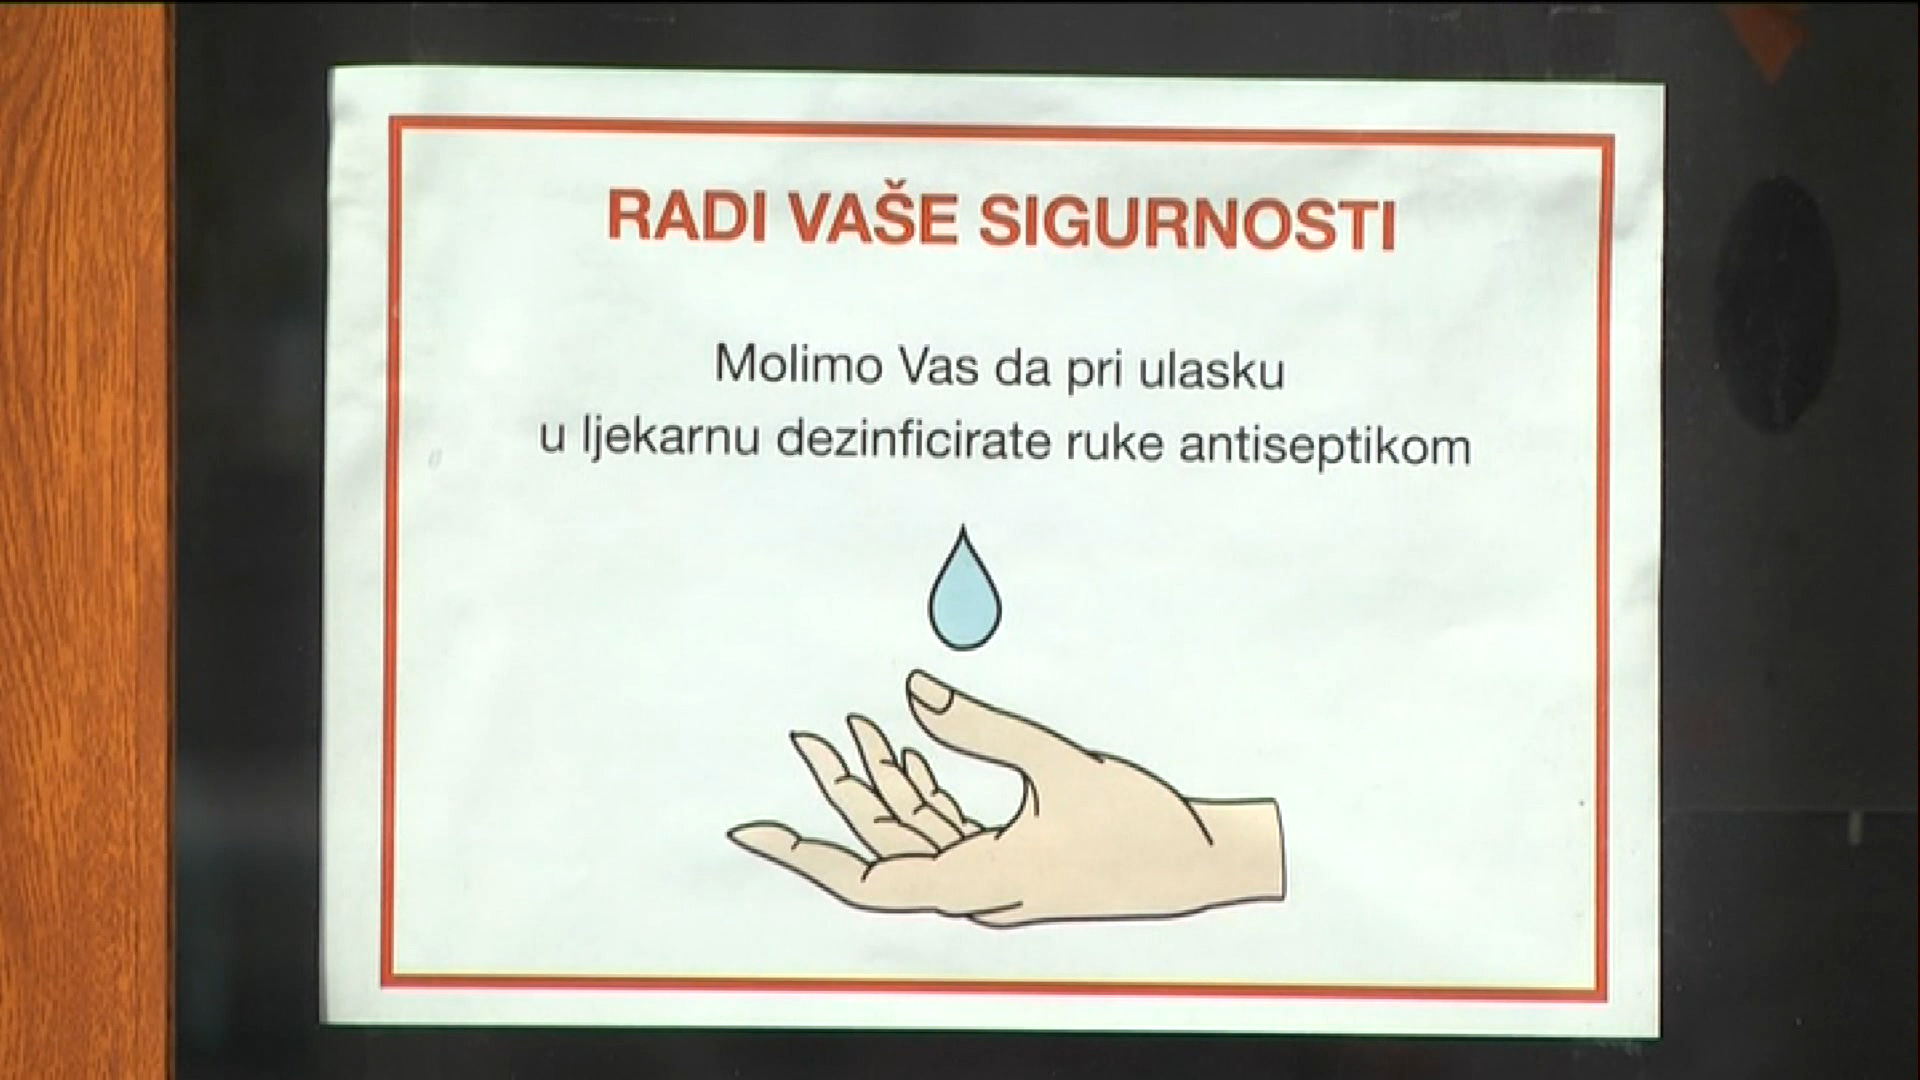 RADI VAŠE SIGURNOSTI
Molimo Vas da pri ulasku
u ljekarnu dezinficirate ruke antiseptikom